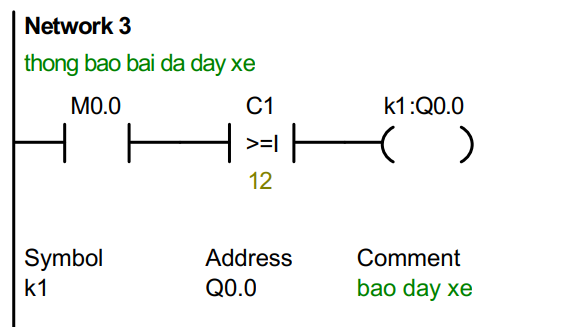 Network 3
thong bao bai da day xe
M0.0 C1 k1:Q0.0
>=I
12
Symbol Address Comment
k1 Q0.0 bao day xe